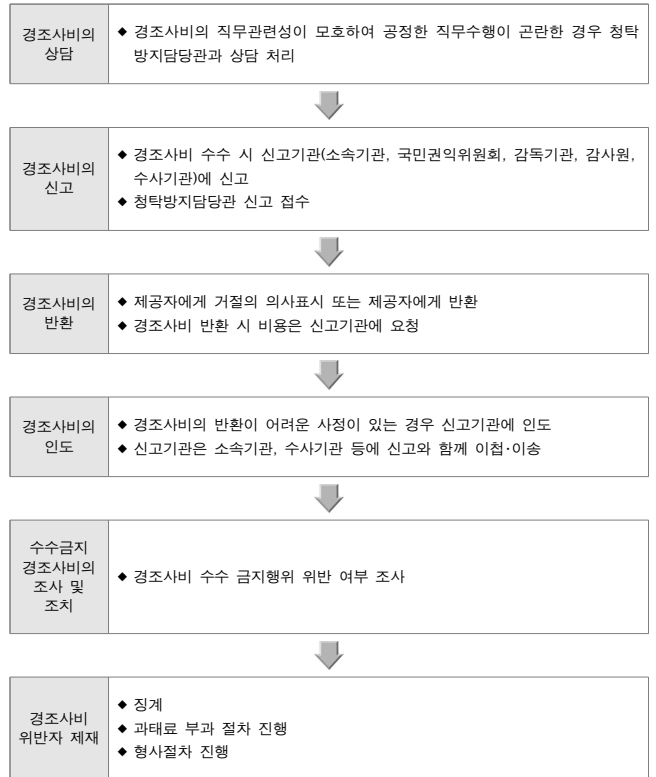 경조사비의
상담
◆ 경조사비의 직무관련성이 모호하여 공정한 직무수행이 곤란한 경우 청탁
방지담당관과 상담 처리
경조사비의
신고
◆ 경조사비 수수 시 신고기관(소속기관, 국민권익위원회, 감독기관, 감사원,
수사기관)에 신고
◆ 청탁방지담당관 신고 접수
경조사비의
반환
◆ 제공자에게 거절의 의사표시 또는 제공자에게 반환
◆ 경조사비 반환 시 비용은 신고기관에 요청
경조사비의
인도
◆ 경조사비의 반환이 어려운 사정이 있는 경우 신고기관에 인도
◆ 신고기관은 소속기관, 수사기관 등에 신고와 함께 이첩·이송
수수금지
경조사비의
조사 및
조치
◆ 경조사비 수수 금지행위 위반 여부 조사
경조사비
위반자 제재
◆ 징계
◆ 과태료 부과 절차 진행
◆ 형사절차 진행